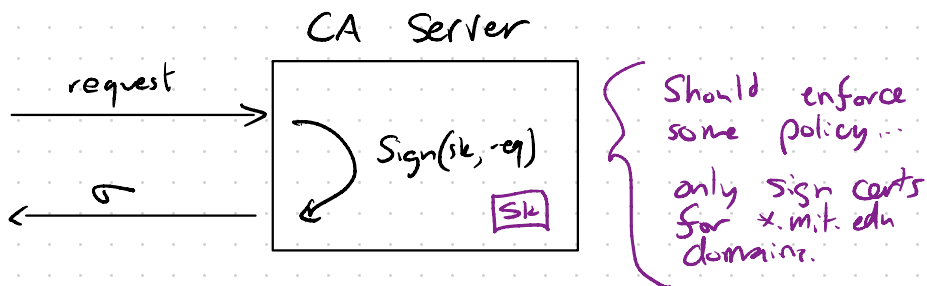 CA Server
request
Sign(sk, req)
σ
sk
Should enforce
some policy...
only sign certs
for *.mit.edu
domains.